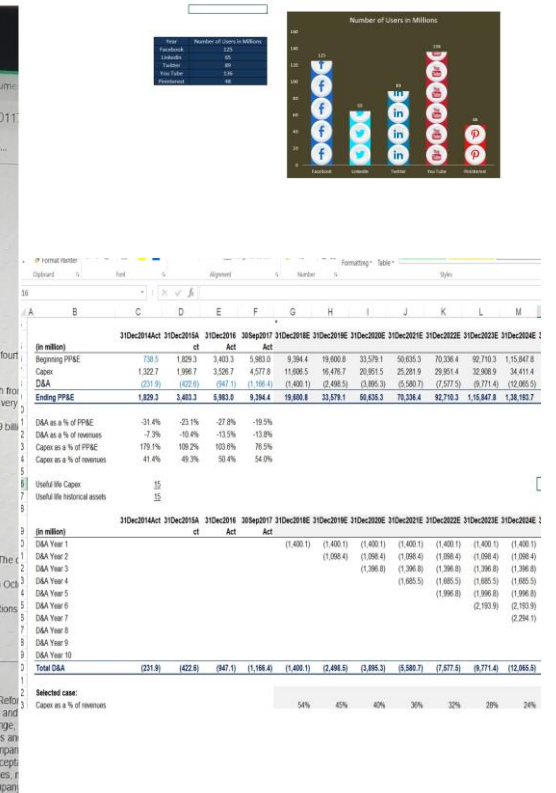 Number of Users in Millions
Year Number of Users in Millions
Facebook 125
Linkedin 65
Twitter 89
You Tube 136
Pininterest 48
160
140
120
100
80
60
40
20
0
125
65
89
136
48
Facebook Linkedin Twitter You Tube Pininterest
Format Painter
Formatting Table
Clipboard Font Alignment Number Styles
16
A B C D E F G H I J K L M
31Dec2014Act 31Dec2015A 31Dec2016 30Sep2017 31Dec2018E 31Dec2019E 31Dec2020E 31Dec2021E 31Dec2022E 31Dec2023E 31Dec2024E
(in million) ct Act Act
Beginning PP&E 738.5 1,829.3 3,403.3 5,983.0 9,394.4 19,600.8 33,579.1 50,635.3 70,336.4 92,710.3 1,15,847.8
Capex 1,322.7 1,996.7 3,526.7 4,577.8 11,606.5 16,476.7 20,951.5 25,281.9 29,951.4 32,908.9 34,411.4
D&A (231.9) (422.6) (947.1) (1,166.4) (1,400.1) (2,498.5) (3,895.3) (5,580.7) (7,577.5) (9,771.4) (12,065.5)
Ending PP&E 1,829.3 3,403.3 5,983.0 9,394.4 19,600.8 33,579.1 50,635.3 70,336.4 92,710.3 1,15,847.8 1,38,193.7
D&A as a % of PP&E -31.4% -23.1% -27.8% -19.5%
D&A as a % of revenues -7.3% -10.4% -13.5% -13.8%
Capex as a % of PP&E 179.1% 109.2% 103.6% 76.5%
Capex as a % of revenues 41.4% 49.3% 50.4% 54.0%
Useful life Capex 15
Useful life historical assets 15
31Dec2014Act 31Dec2015A 31Dec2016 30Sep2017 31Dec2018E 31Dec2019E 31Dec2020E 31Dec2021E 31Dec2022E 31Dec2023E 31Dec2024E
(in million) ct Act Act
D&A Year 1 (1,400.1) (1,400.1) (1,400.1) (1,400.1) (1,400.1) (1,400.1) (1,400.1)
D&A Year 2 (1,098.4) (1,098.4) (1,098.4) (1,098.4) (1,098.4) (1,098.4)
D&A Year 3 (1,396.8) (1,396.8) (1,396.8) (1,396.8) (1,396.8)
D&A Year 4 (1,685.5) (1,685.5) (1,685.5) (1,685.5)
D&A Year 5 (1,996.8) (1,996.8) (1,996.8)
D&A Year 6 (2,193.9) (2,193.9)
D&A Year 7 (2,294.1)
D&A Year 8
D&A Year 9
D&A Year 10
Total D&A (231.9) (422.6) (947.1) (1,166.4) (1,400.1) (2,498.5) (3,895.3) (5,580.7) (7,577.5) (9,771.4) (12,065.5)
Selected case:
Capex as a % of revenues 54% 45% 40% 36% 32% 28% 24%